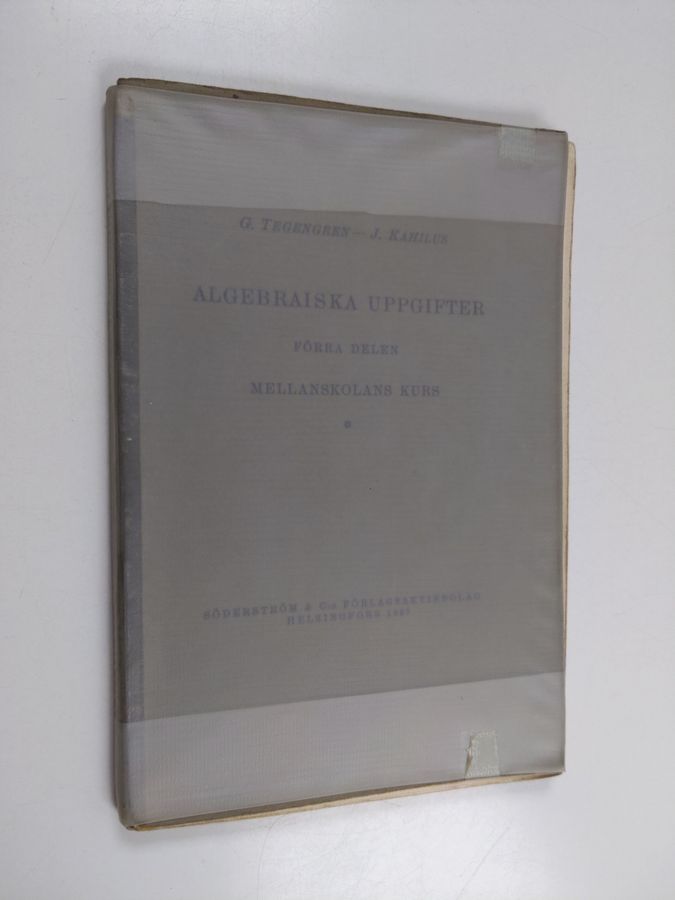 G. TEGENGREN — J. KAHILUS
ALGEBRAISKA UPPGIFTER
FÖRRA DELEN
MELLANSKOLANS KURS
SÖDERSTRÖM & C:o FÖRLAGSAKTIEBOLAG
HELSINGFORS